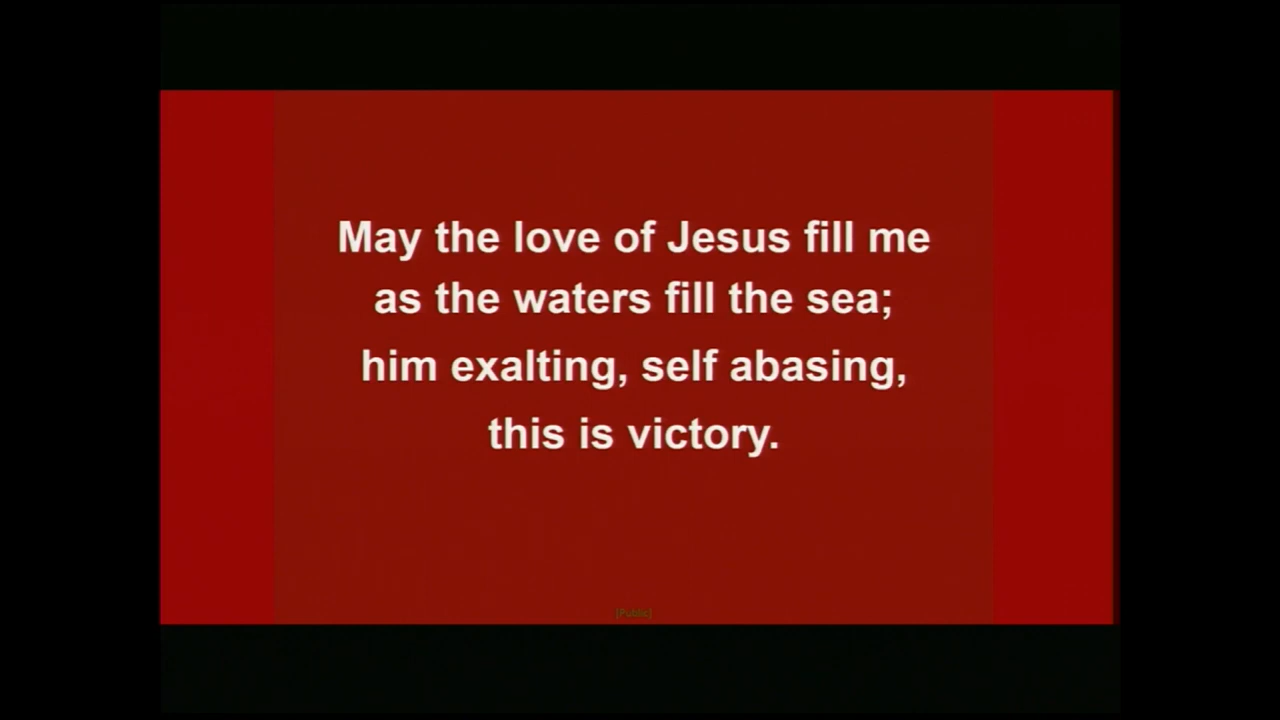 May the love of Jesus fill me
as the waters fill the sea;
him exalting, self abasing,
this is victory.
[Public]